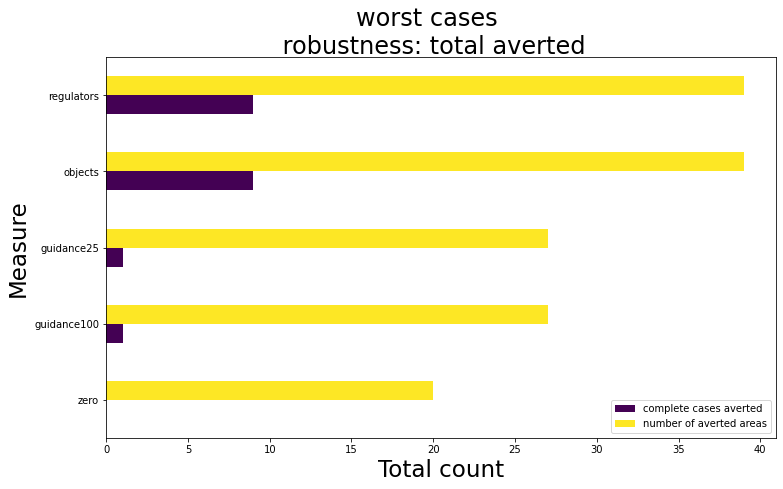 worst cases
robustness: total averted
Measure
regulators
objects
guidance25
guidance100
zero
complete cases averted
number of averted areas
0 5 10 15 20 25 30 35 40
Total count